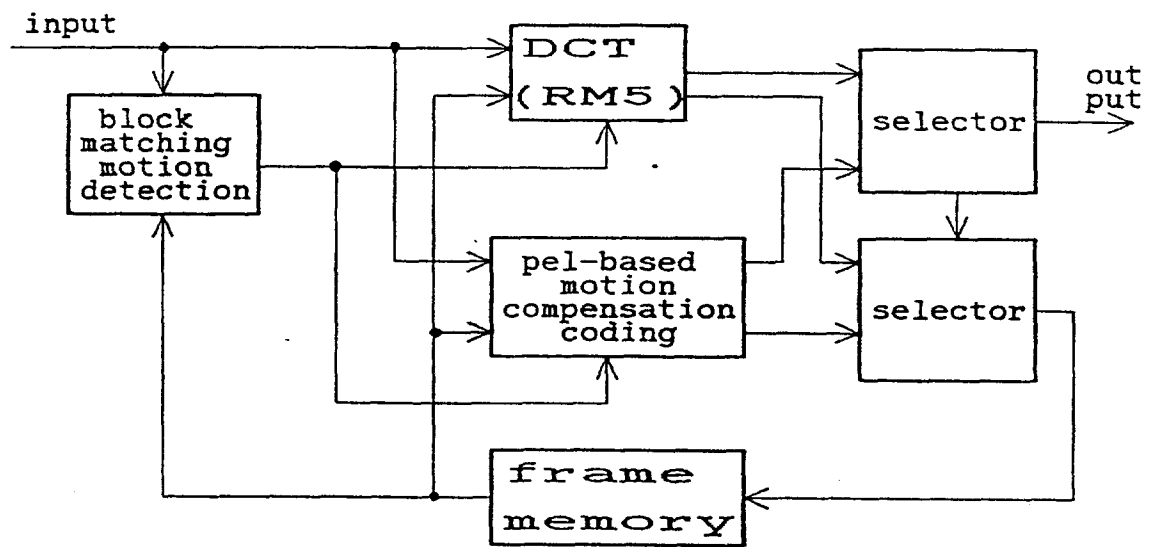 input
DCT
(RM5)
out
put
block
matching
motion
detection
selector
pel-based
motion
compensation
coding
selector
frame
memory